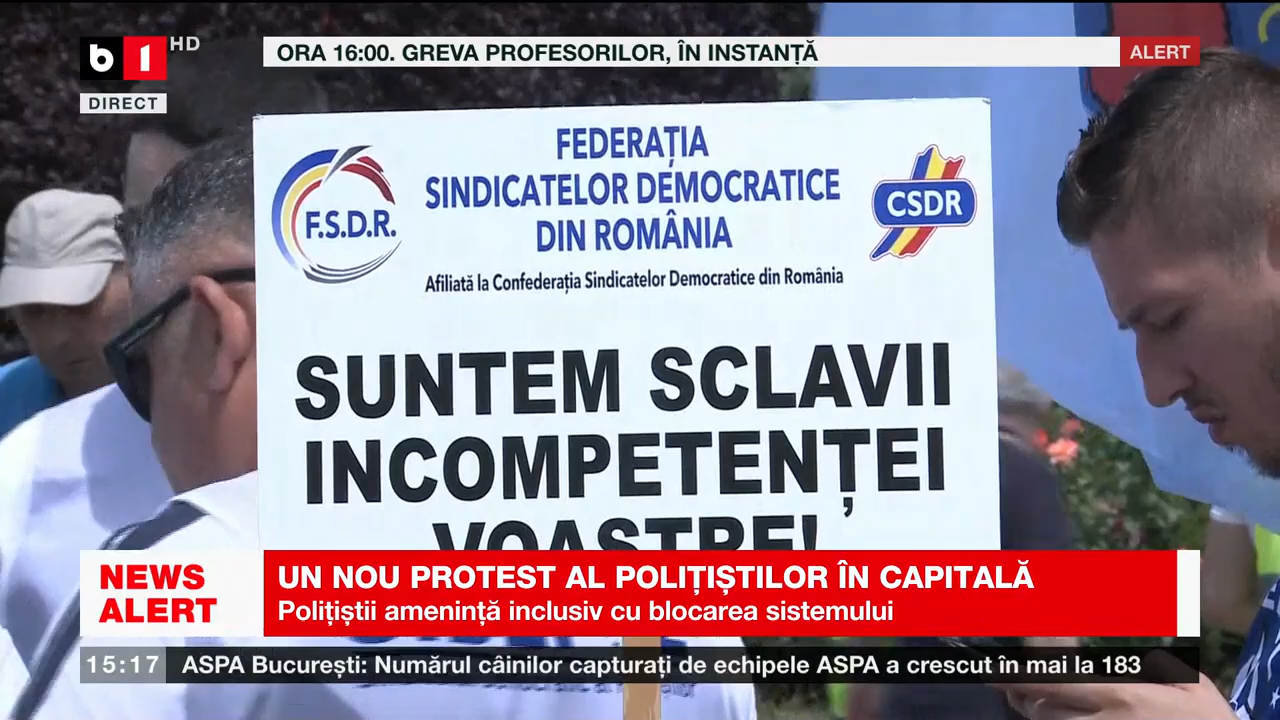 b 1 HD
DIRECT
ORA 16:00. GREVA PROFESORILOR, ÎN INSTANȚĂ
ALERT
FEDERAȚIA
SINDICATELOR DEMOCRATICE
DIN ROMÂNIA
Afiliată la Confederația Sindicatelor Democratice din România
F.S.D.R.
CSDR
SUNTEM SCLAVII
INCOMPETENȚEI
VOASTRE!
NEWS
ALERT
UN NOU PROTEST AL POLIȚIȘTILOR ÎN CAPITALĂ
Polițiștii amenință inclusiv cu blocarea sistemului
15:17
ASPA București: Numărul câinilor capturați de echipele ASPA a crescut în mai la 183